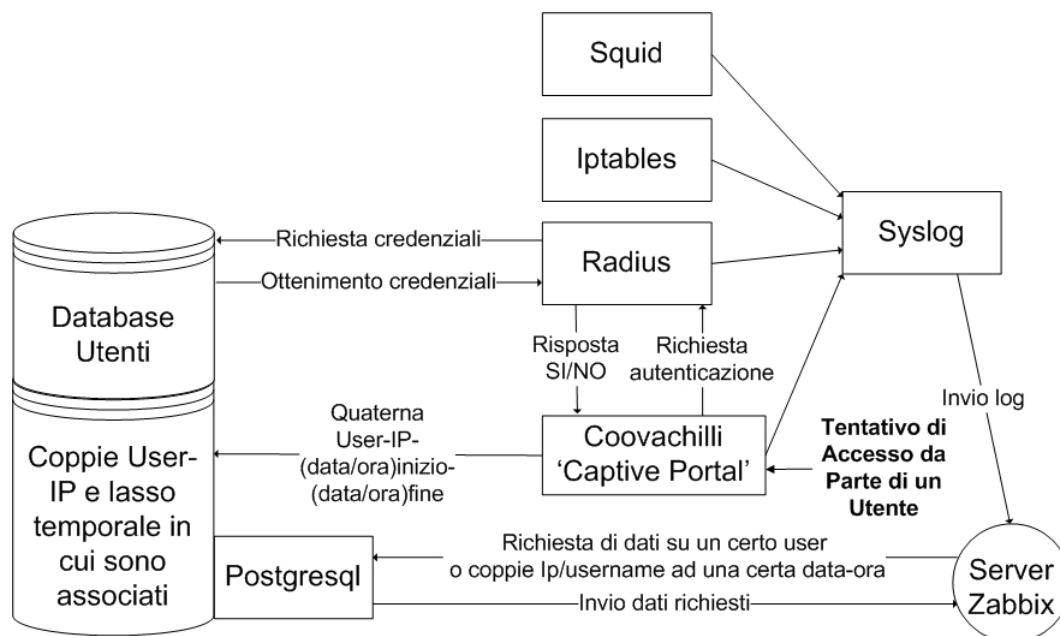 Squid
Iptables
Syslog
Richiesta credenziali
Radius
Ottenimento credenziali
Database
Utenti
Risposta
SI/NO
Richiesta
autenticazione
Invio log
Quaterna
User-IP-
(data/ora)inizio-
(data/ora)fine
Coovachilli
‘Captive Portal’
Tentativo di
Accesso da
Parte di un
Utente
Coppie User-
IP e lasso
temporale in
cui sono
associati
Postgresql
Richiesta di dati su un certo user
o coppie Ip/username ad una certa data-ora
Invio dati richiesti
Server
Zabbix